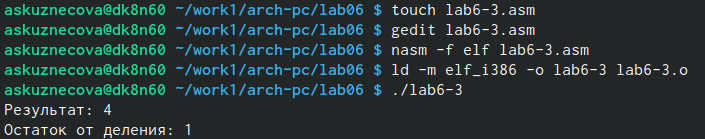 askuznecova@dk8n60 ~/work1/arch-pc/lab06 $ touch lab6-3.asm
askuznecova@dk8n60 ~/work1/arch-pc/lab06 $ gedit lab6-3.asm
askuznecova@dk8n60 ~/work1/arch-pc/lab06 $ nasm -f elf lab6-3.asm
askuznecova@dk8n60 ~/work1/arch-pc/lab06 $ ld -m elf_i386 -o lab6-3 lab6-3.o
askuznecova@dk8n60 ~/work1/arch-pc/lab06 $ ./lab6-3
Результат: 4
Остаток от деления: 1